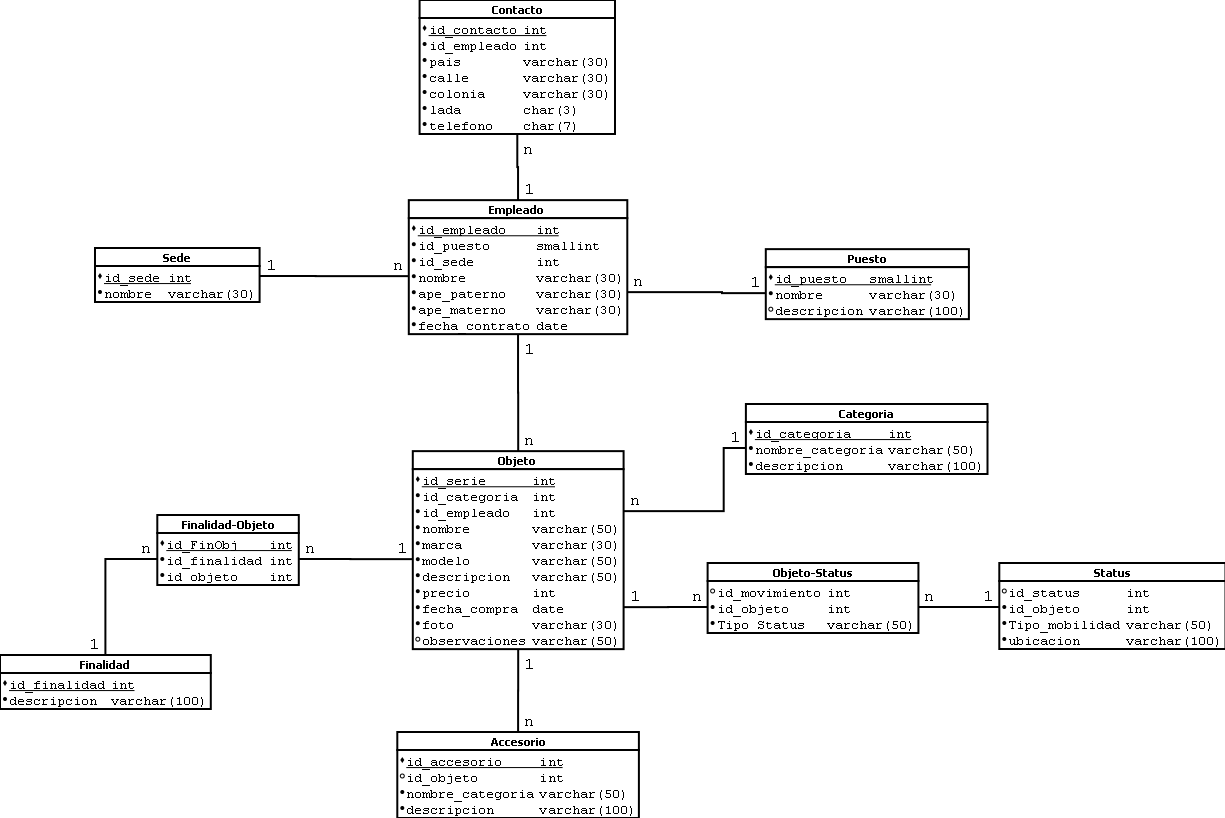 Contacto
id_contacto int
id_empleado int
pais varchar(30)
calle varchar(30)
colonia varchar(30)
lada char(3)
telefono char(7)
n
1
Empleado
id_empleado int
id_puesto smallint
id_sede int
nombre varchar(30)
ape_paterno varchar(30)
ape_materno varchar(30)
fecha_contrato date
Sede
id_sede int
nombre varchar(30)
1
n
n
1
Puesto
id_puesto smallint
nombre varchar(30)
descripcion varchar(100)
1
n
Categoria
id_categoria int
nombre_categoria varchar(50)
descripcion varchar(100)
1
n
Objeto
id_serie int
id_categoria int
id_empleado int
nombre varchar(50)
marca varchar(30)
modelo varchar(50)
descripcion varchar(50)
precio int
fecha_compra date
foto varchar(30)
observaciones varchar(50)
Finalidad-Objeto
id_FinObj int
id_finalidad int
id_objeto int
n
n
1
1
Finalidad
id_finalidad int
descripcion varchar(100)
1
n
Objeto-Status
id_movimiento int
id_objeto int
Tipo_Status varchar(50)
n
1
Status
id_status int
id_objeto int
Tipo_mobilidad varchar(50)
ubicacion varchar(100)
1
n
Accesorio
id_accesorio int
id_objeto int
nombre_categoria varchar(50)
descripcion varchar(100)